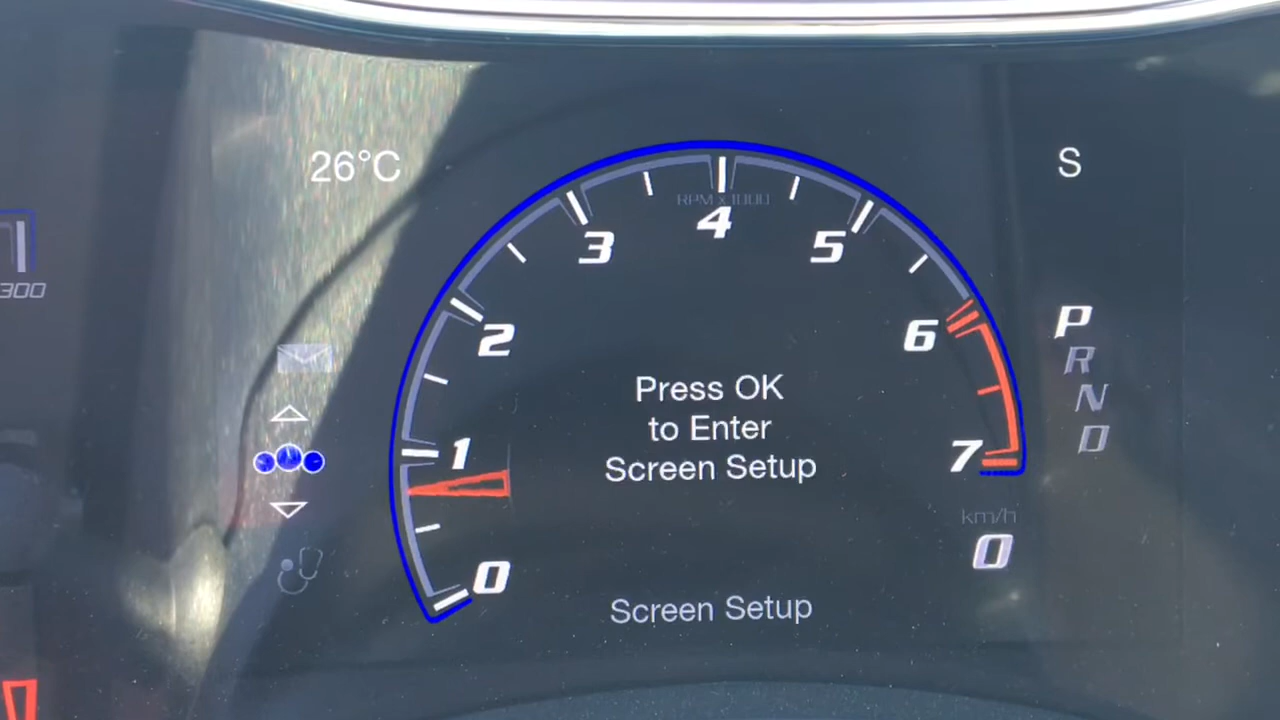 26°C
S
RPM x 1000
0
1
2
3
4
5
6
7
300
Press OK
to Enter
Screen Setup
P
R
N
D
km/h
0
Screen Setup